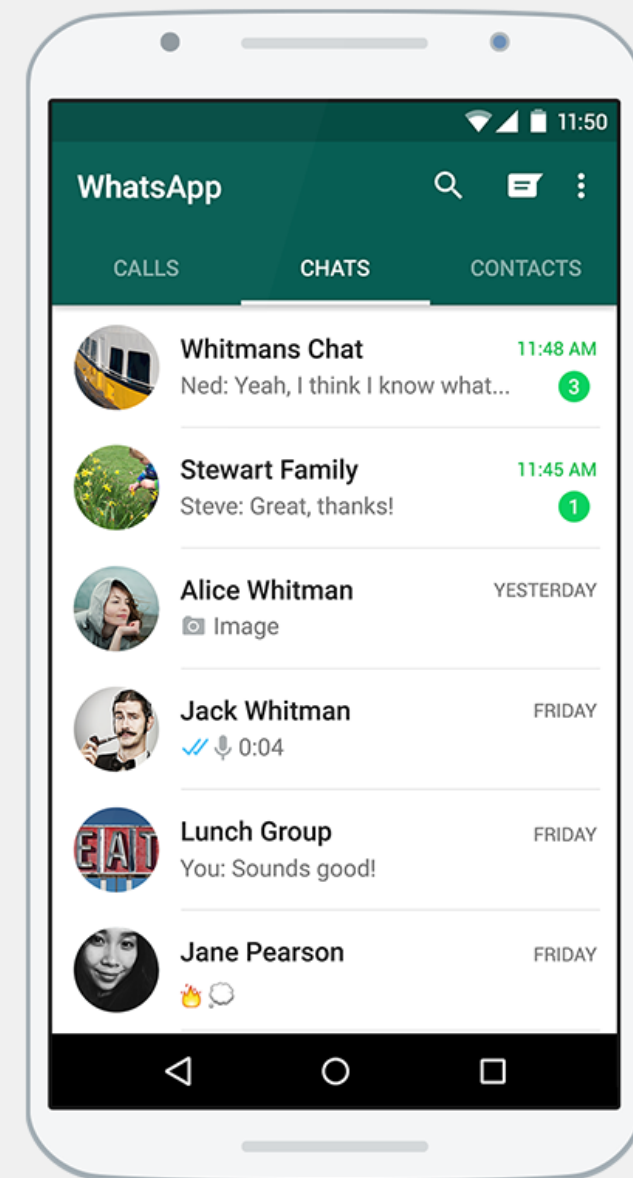 11:50
WhatsApp
CALLS CHATS CONTACTS
Whitmans Chat 11:48 AM
Ned: Yeah, I think I know what... 3
Stewart Family 11:45 AM
Steve: Great, thanks! 1
Alice Whitman YESTERDAY
Image
Jack Whitman FRIDAY
0:04
EAT
Lunch Group FRIDAY
You: Sounds good!
Jane Pearson FRIDAY
🔥💭